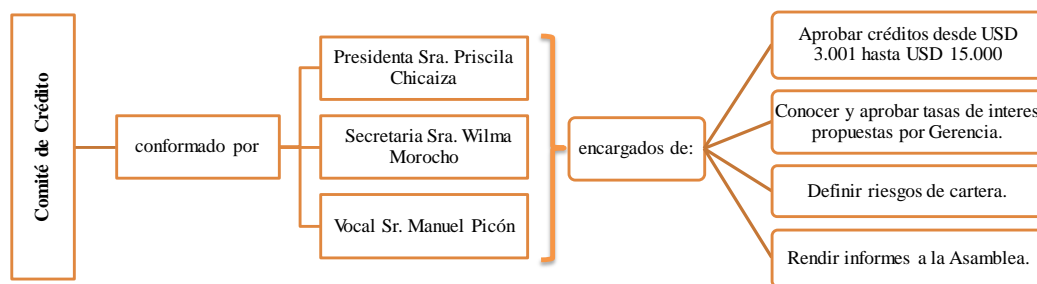 Comité de Crédito
conformado por
Presidenta Sra. Priscila
Chicaiza
Secretaria Sra. Wilma
Morocho
Vocal Sr. Manuel Picón
encargados de:
Aprobar créditos desde USD
3.001 hasta USD 15.000
Conocer y aprobar tasas de interes
propuestas por Gerencia.
Definir riesgos de cartera.
Rendir informes a la Asamblea.